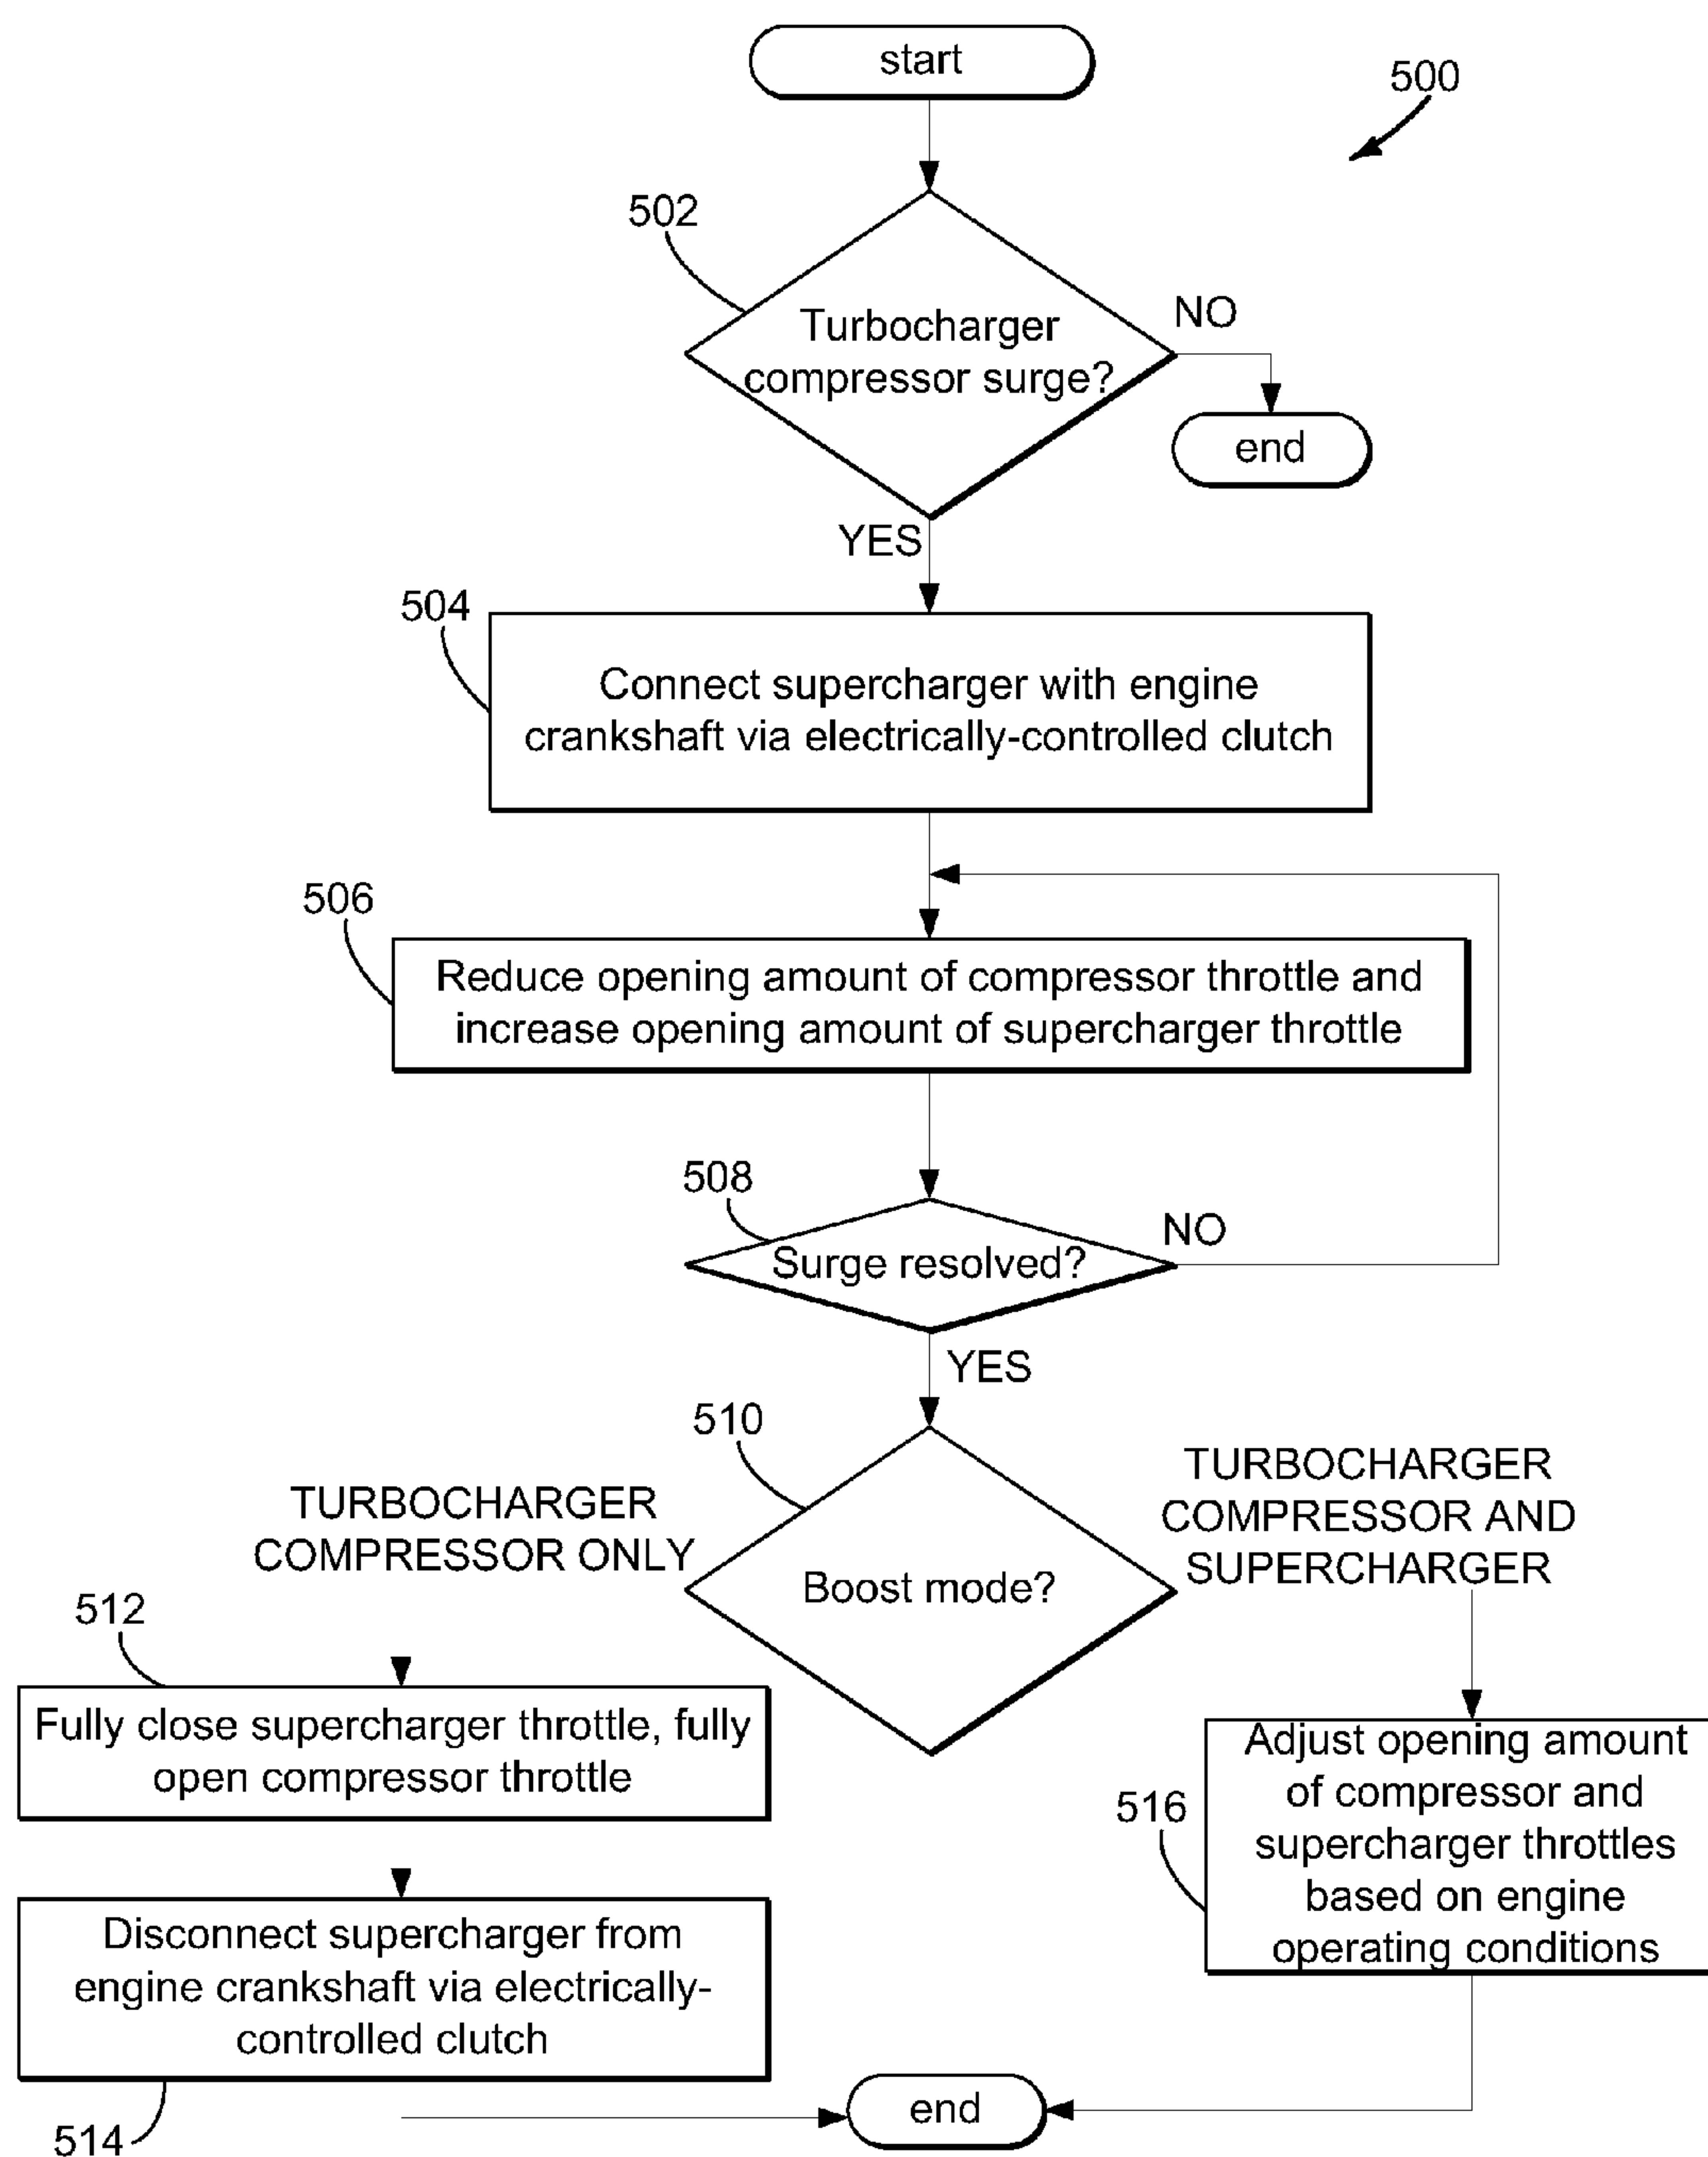 start
500
502
Turbocharger
compressor surge?
NO
end
YES
504
Connect supercharger with engine
crankshaft via electrically-controlled clutch
506
Reduce opening amount of compressor throttle and
increase opening amount of supercharger throttle
508
Surge resolved?
NO
YES
510
Boost mode?
TURBOCHARGER
COMPRESSOR ONLY
TURBOCHARGER
COMPRESSOR AND
SUPERCHARGER
512
Fully close supercharger throttle, fully
open compressor throttle
516
Adjust opening amount
of compressor and
supercharger throttles
based on engine
operating conditions
Disconnect supercharger from
engine crankshaft via electrically-
controlled clutch
514
end